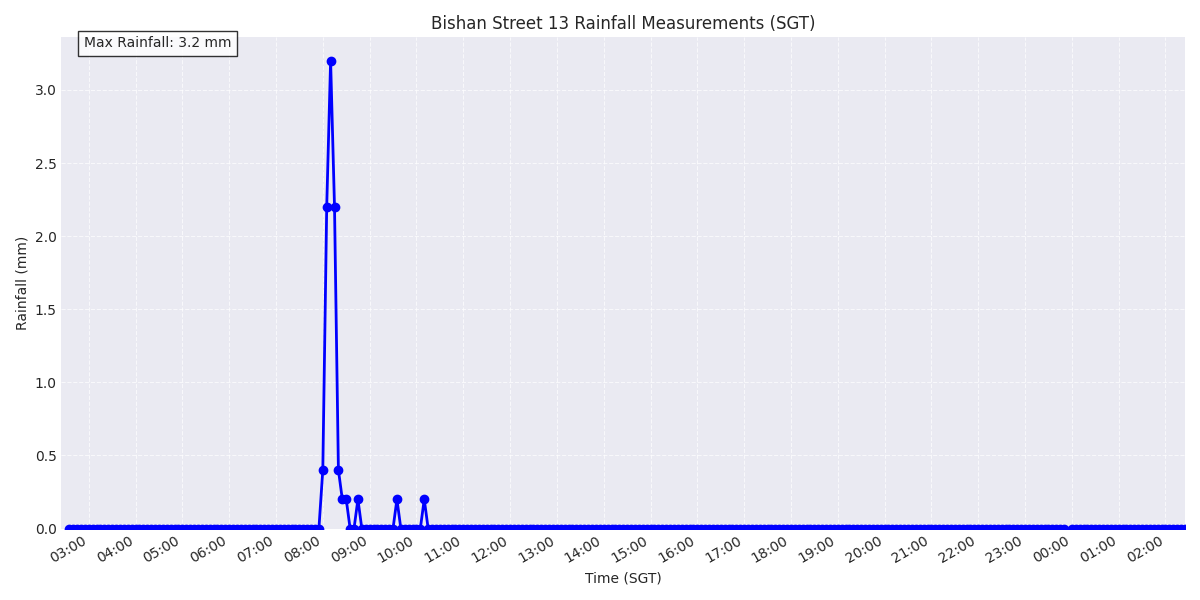 Bishan Street 13 Rainfall Measurements (SGT)
Max Rainfall: 3.2 mm
Rainfall (mm)
3.0
2.5
2.0
1.5
1.0
0.5
0.0
03:00 04:00 05:00 06:00 07:00 08:00 09:00 10:00 11:00 12:00 13:00 14:00 15:00 16:00 17:00 18:00 19:00 20:00 21:00 22:00 23:00 00:00 01:00 02:00
Time (SGT)